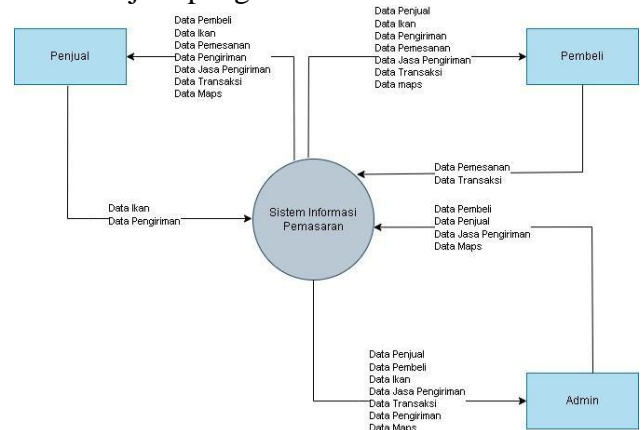 Data Pembeli
Data Ikan
Data Pemesanan
Data Pengiriman
Data Jasa Pengiriman
Data Transaksi
Data Maps
Data Penjual
Data Ikan
Data Pengiriman
Data Pemesanan
Data Jasa Pengiriman
Data Transaksi
Data maps
Penjual
Pembeli
Data Pemesanan
Data Transaksi
Data Ikan
Data Pengiriman
Sistem Informasi
Pemasaran
Data Pembeli
Data Penjual
Data Jasa Pengiriman
Data Maps
Data Penjual
Data Pembeli
Data Ikan
Data Jasa Pengiriman
Data Transaksi
Data Pengiriman
Data Maps
Admin